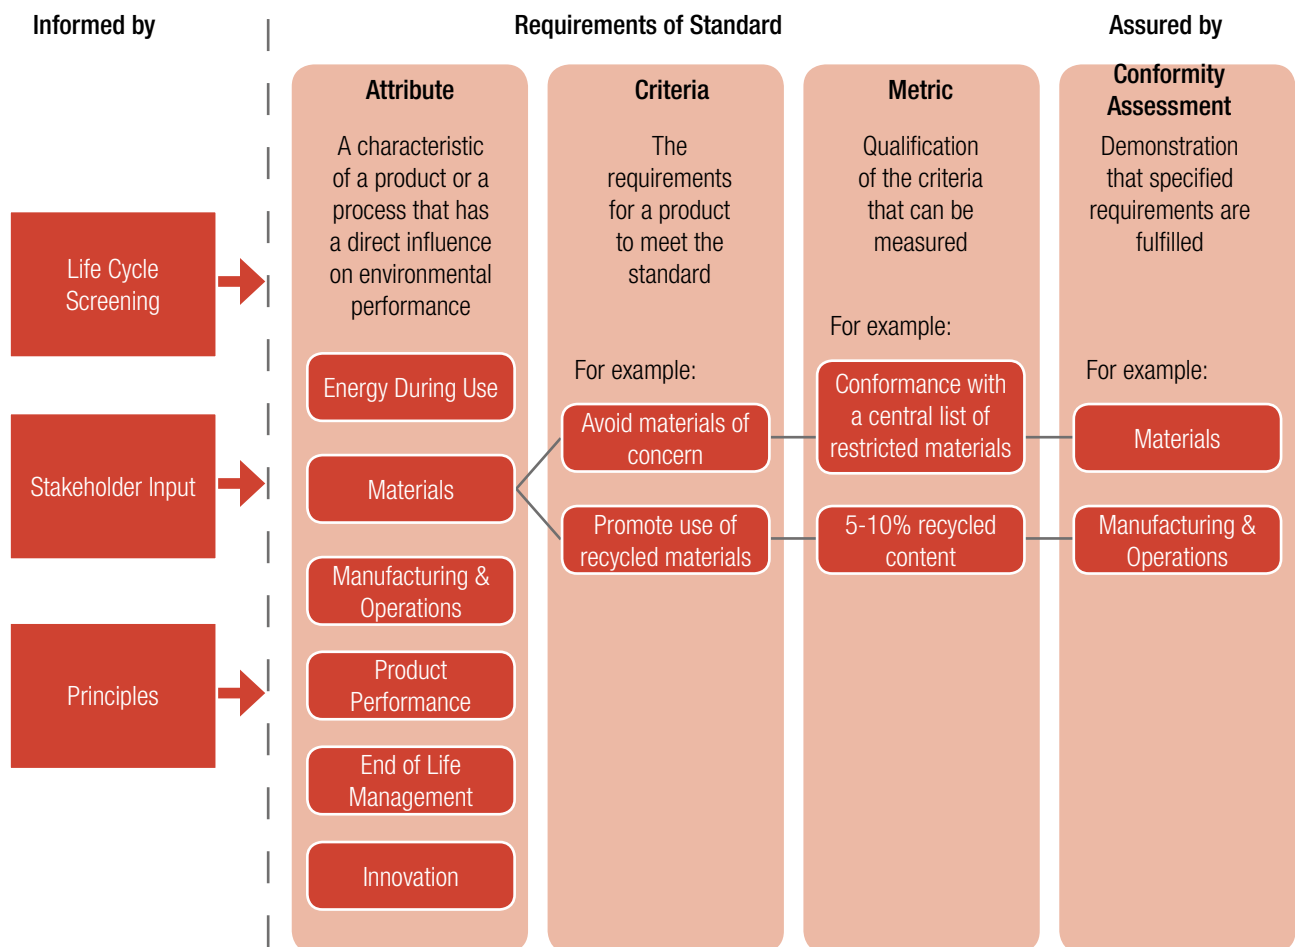 Informed by
Requirements of Standard
Assured by
Life Cycle
Screening
Stakeholder Input
Principles
Attribute
A characteristic
of a product or a
process that has
a direct influence
on environmental
performance
Energy During Use
Materials
Manufacturing &
Operations
Product
Performance
End of Life
Management
Innovation
Criteria
The
requirements
for a product
to meet the
standard
For example:
Avoid materials of
concern
Promote use of
recycled materials
Metric
Qualification
of the criteria
that can be
measured
For example:
Conformance with
a central list of
restricted materials
5-10% recycled
content
Conformity
Assessment
Demonstration
that specified
requirements are
fulfilled
For example:
Materials
Manufacturing &
Operations